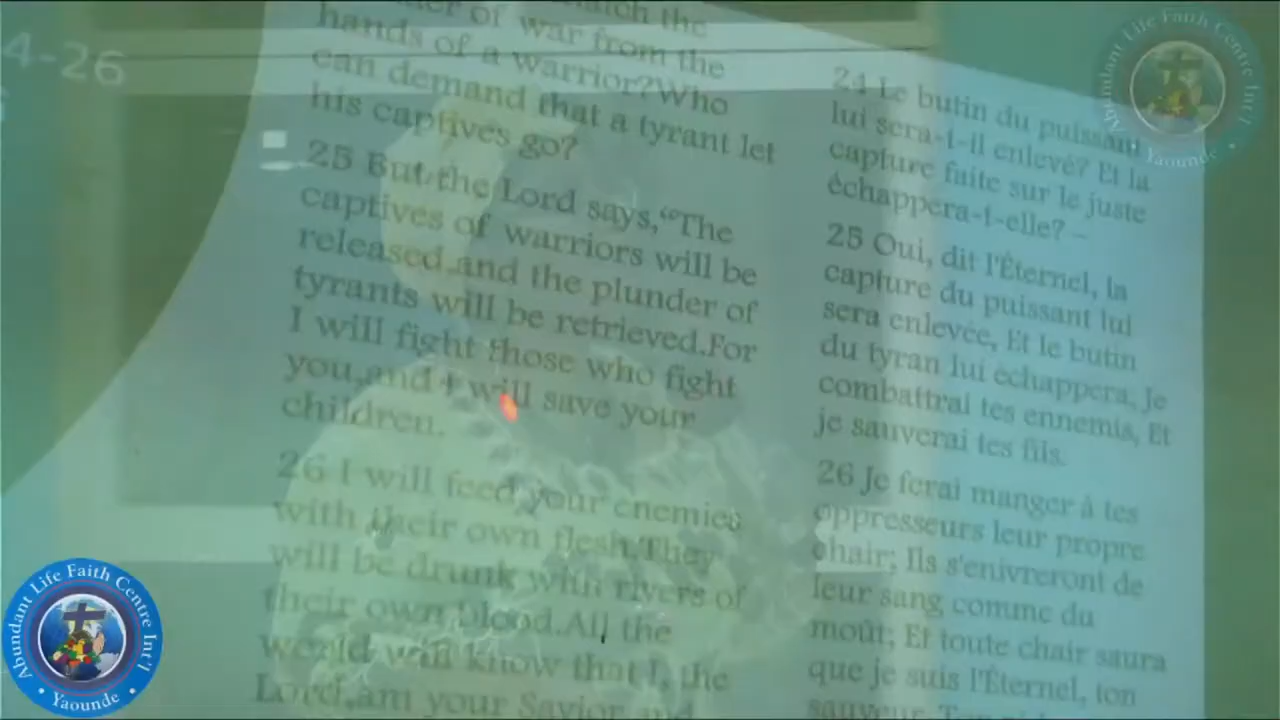 4-26
hands of a warrior?Who
can demand that a tyrant let
his captives go?
25 But the Lord says,“The
captives of warriors will be
released,and the plunder of
tyrants will be retrieved.For
I will fight those who fight
you,and I will save your
children.
26 I will feed your enemies
with their own flesh.They
will be drunk with rivers of
their own blood.All the
world will know that I, the
Lord,am your Savior and
24 Le butin du puissant
lui sera-t-il enlevé? Et la
capture faite sur le juste
échappera-t-elle? –
25 Oui, dit l'Éternel, la
capture du puissant lui
sera enlevée, Et le butin
du tyran lui échappera, Je
combattrai tes ennemis, Et
je sauverai tes fils.
26 Je ferai manger à tes
oppresseurs leur propre
chair; Ils s'enivreront de
leur sang comme du
moût; Et toute chair saura
que je suis l'Éternel, ton
Abundant Life Faith Centre Int'l
• Yaounde •
Abundant Life Faith Centre Int'l
• Yaounde •